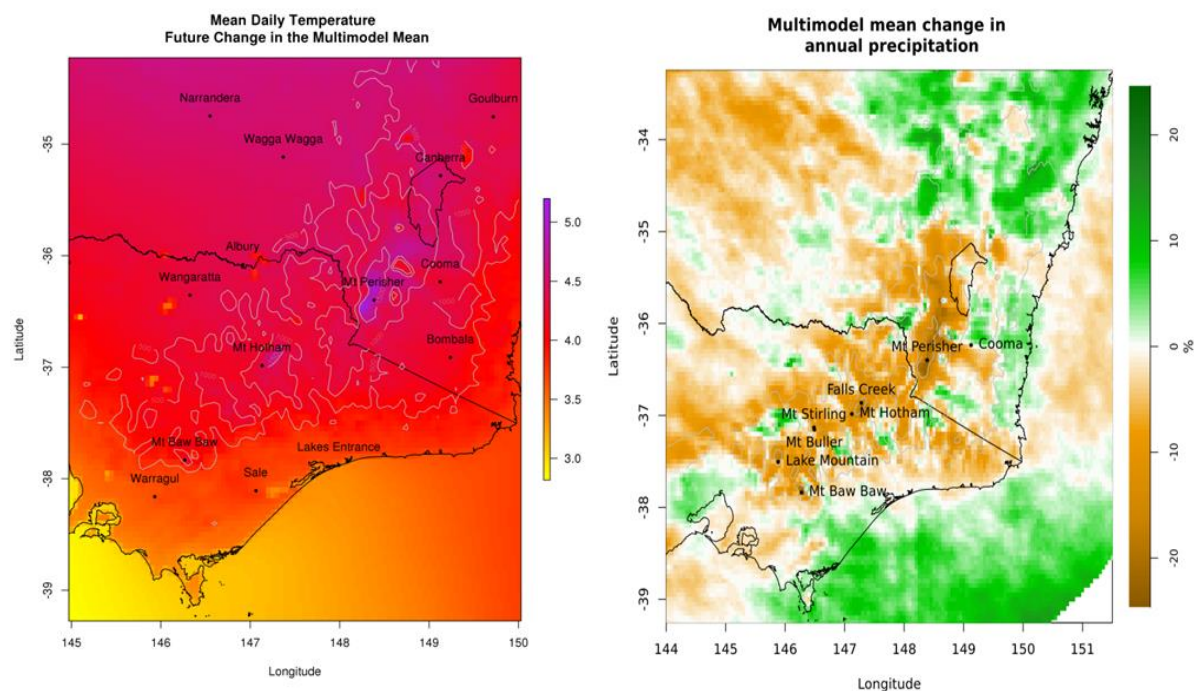 Mean Daily Temperature
Future Change in the Multimodel Mean
Narrandera
Goulburn
Wagga Wagga
Canberra
Albury
Cooma
Wangaratta
Mt Perisher
Bombala
Mt Hotham
Mt Baw Baw
Lakes Entrance
Warragul
Sale
-35
-36
-37
-38
-39
Latitude
145
146
147
148
149
150
Longitude
5.0
4.5
4.0
3.5
3.0
Multimodel mean change in
annual precipitation
Mt Perisher
Cooma
Falls Creek
Mt Stirling
Mt Hotham
Mt Buller
Lake Mountain
Mt Baw Baw
-34
-35
-36
-37
-38
-39
Latitude
144
145
146
147
148
149
150
151
Longitude
20
10
0
-10
-20
%